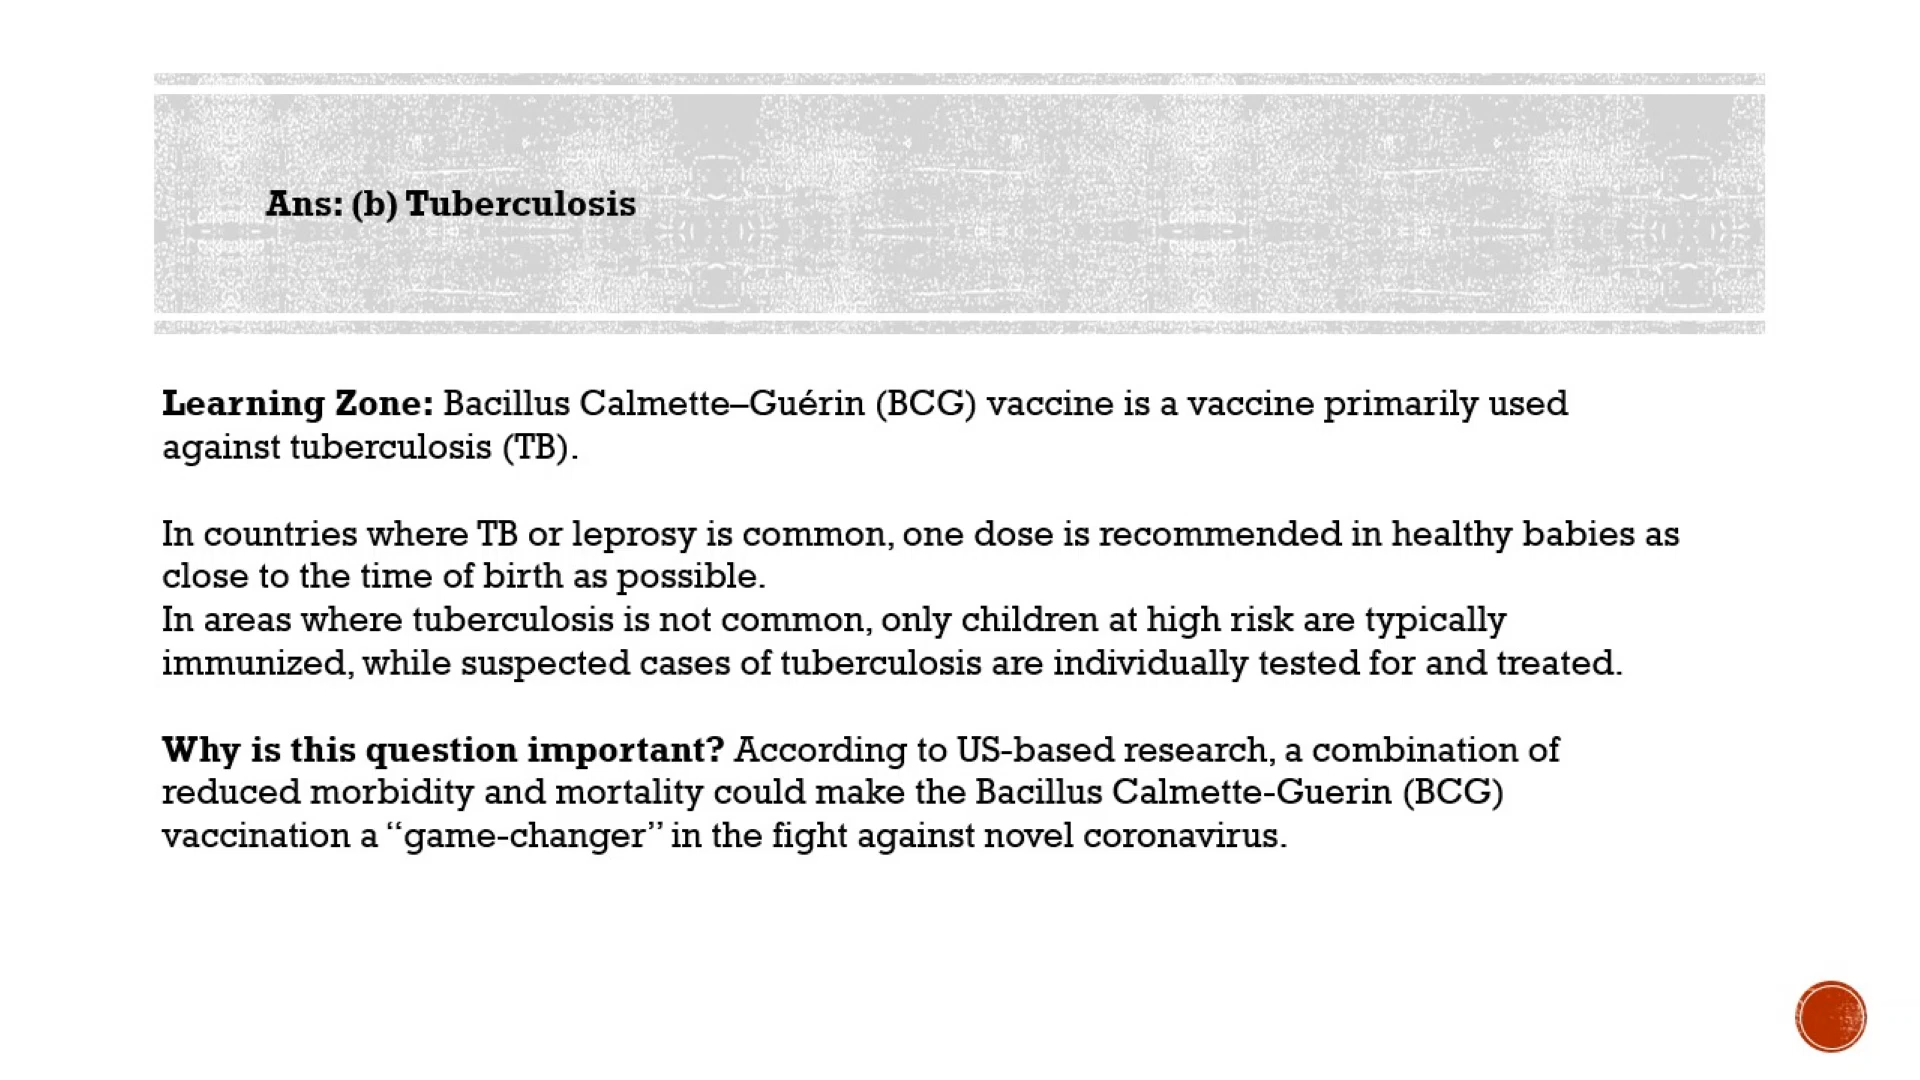 Ans: (b) Tuberculosis
Learning Zone: Bacillus Calmette–Guérin (BCG) vaccine is a vaccine primarily used
against tuberculosis (TB).
In countries where TB or leprosy is common, one dose is recommended in healthy babies as
close to the time of birth as possible.
In areas where tuberculosis is not common, only children at high risk are typically
immunized, while suspected cases of tuberculosis are individually tested for and treated.
Why is this question important? According to US-based research, a combination of
reduced morbidity and mortality could make the Bacillus Calmette-Guerin (BCG)
vaccination a “game-changer” in the fight against novel coronavirus.